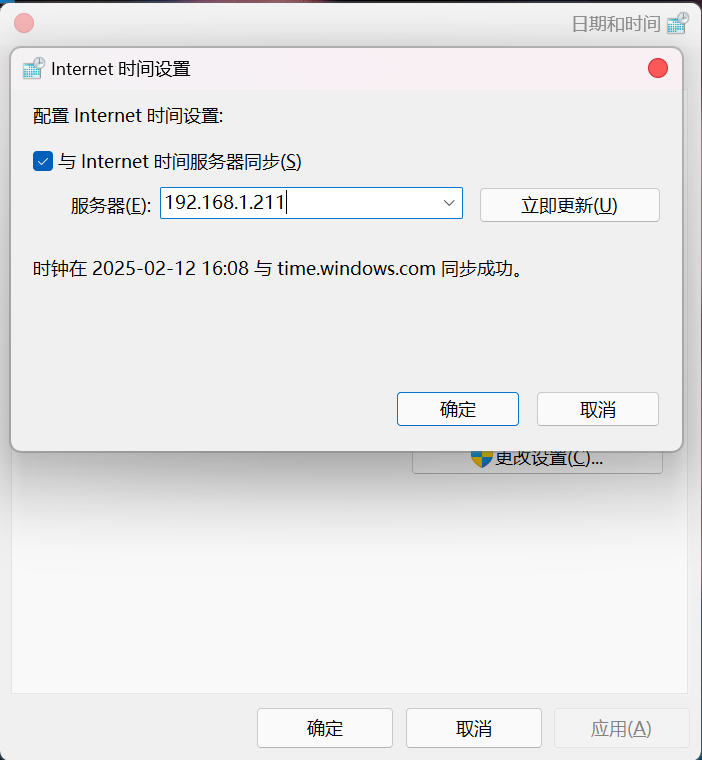 日期和时间
Internet 时间设置
配置 Internet 时间设置:
与 Internet 时间服务器同步(S)
服务器(E): 192.168.1.211 立即更新(U)
时钟在 2025-02-12 16:08 与 time.windows.com 同步成功。
确定 取消
更改设置(C)...
确定 取消 应用(A)